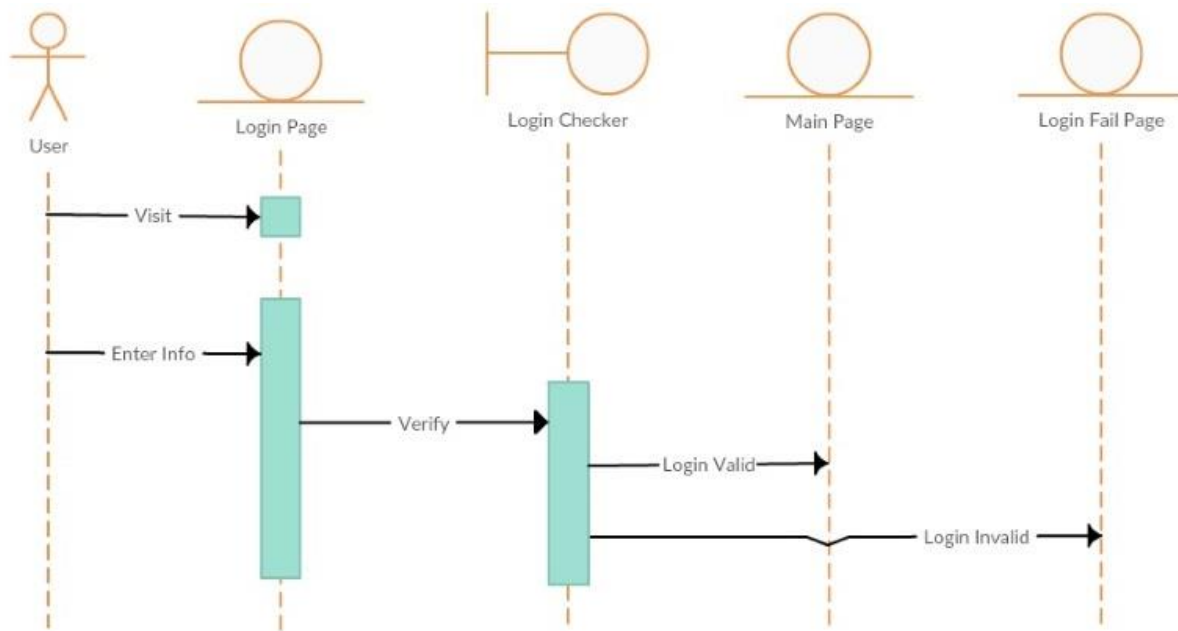 User
Login Page
Login Checker
Main Page
Login Fail Page
Visit
Enter Info
Verify
Login Valid
Login Invalid